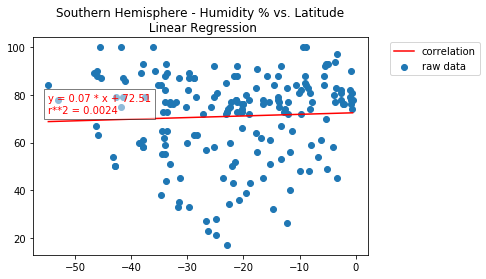 Southern Hemisphere - Humidity % vs. Latitude
Linear Regression
100
80
60
40
20
y = 0.07 * x + 72.51
r**2 = 0.0024
−50
−40
−30
−20
−10
0
correlation
raw data